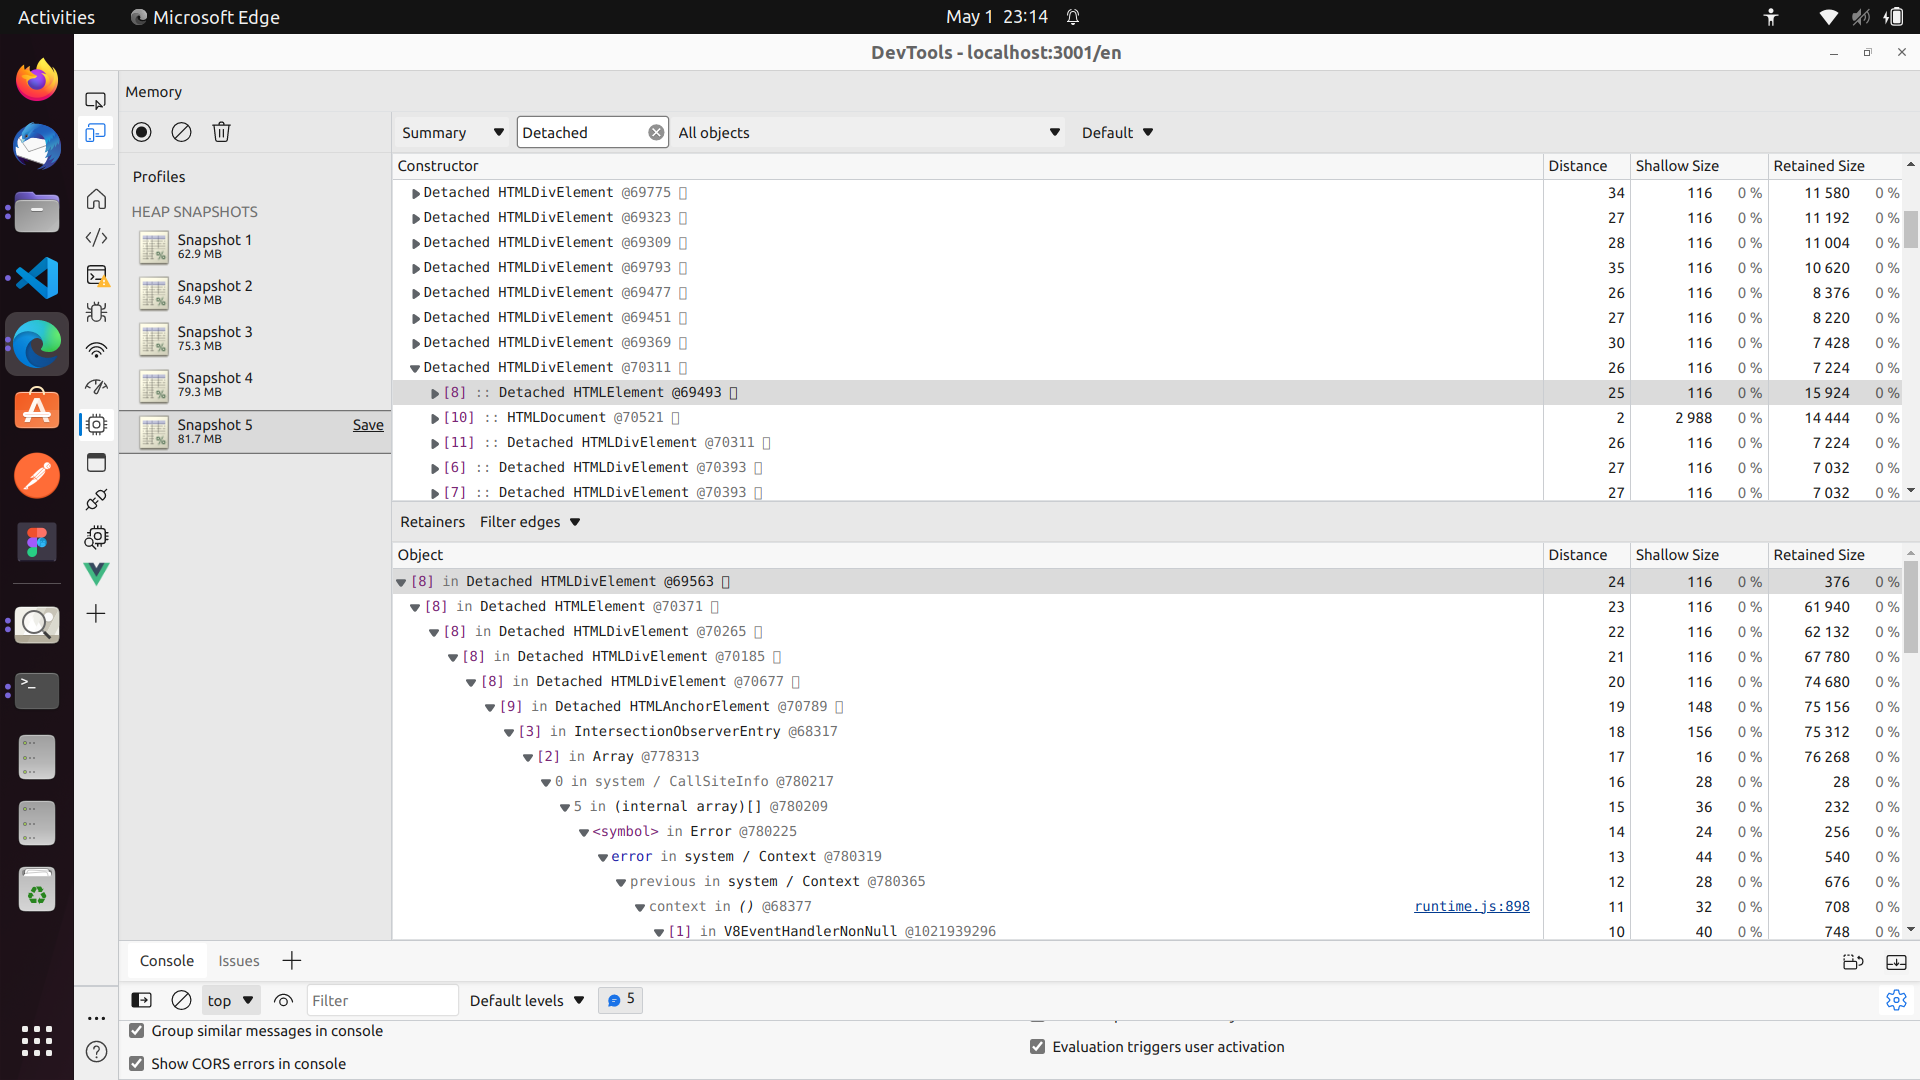 Activities Microsoft Edge May 1 23:14
DevTools - localhost:3001/en
Memory
Summary Detached All objects Default
Profiles
HEAP SNAPSHOTS
Snapshot 1
62.9 MB
Snapshot 2
64.9 MB
Snapshot 3
75.3 MB
Snapshot 4
79.3 MB
Snapshot 5 Save
81.7 MB
Constructor Distance Shallow Size Retained Size
Detached HTMLDivElement @69775 34 116 0 % 11 580 0 %
Detached HTMLDivElement @69323 27 116 0 % 11 192 0 %
Detached HTMLDivElement @69309 28 116 0 % 11 004 0 %
Detached HTMLDivElement @69793 35 116 0 % 10 620 0 %
Detached HTMLDivElement @69477 26 116 0 % 8 376 0 %
Detached HTMLDivElement @69451 27 116 0 % 8 220 0 %
Detached HTMLDivElement @69369 30 116 0 % 7 428 0 %
Detached HTMLDivElement @70311 26 116 0 % 7 224 0 %
[8] :: Detached HTMLElement @69493 25 116 0 % 15 924 0 %
[10] :: HTMLDocument @70521 2 2 988 0 % 14 444 0 %
[11] :: Detached HTMLDivElement @70311 26 116 0 % 7 224 0 %
[6] :: Detached HTMLDivElement @70393 27 116 0 % 7 032 0 %
[7] :: Detached HTMLDivElement @70393 27 116 0 % 7 032 0 %
Retainers Filter edges
Object Distance Shallow Size Retained Size
[8] in Detached HTMLDivElement @69563 24 116 0 % 376 0 %
[8] in Detached HTMLElement @70371 23 116 0 % 61 940 0 %
[8] in Detached HTMLDivElement @70265 22 116 0 % 62 132 0 %
[8] in Detached HTMLDivElement @70185 21 116 0 % 67 780 0 %
[8] in Detached HTMLDivElement @70677 20 116 0 % 74 680 0 %
[9] in Detached HTMLAnchorElement @70789 19 148 0 % 75 156 0 %
[3] in IntersectionObserverEntry @68317 18 156 0 % 75 312 0 %
[2] in Array @778313 17 16 0 % 76 268 0 %
0 in system / CallSiteInfo @780217 16 28 0 % 28 0 %
5 in (internal array)[] @780209 15 36 0 % 232 0 %
<symbol> in Error @780225 14 24 0 % 256 0 %
error in system / Context @780319 13 44 0 % 540 0 %
previous in system / Context @780365 12 28 0 % 676 0 %
context in () @68377 runtime.js:898 11 32 0 % 708 0 %
[1] in V8EventHandlerNonNull @1021939296 10 40 0 % 748 0 %
Console Issues
top Filter Default levels 5
Group similar messages in console
Evaluation triggers user activation
Show CORS errors in console